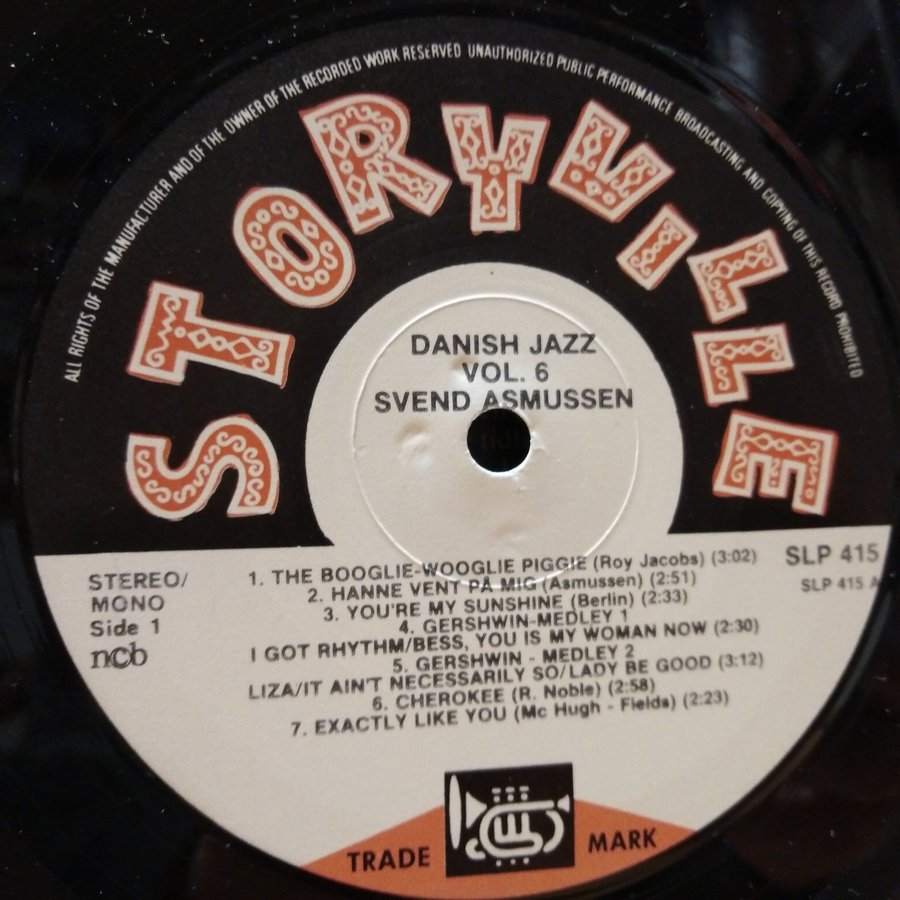 ALL RIGHTS OF THE MANUFACTURER AND OF THE OWNER OF THE RECORDED WORK RESERVED UNAUTHORIZED PUBLIC PERFORMANCE BROADCASTING AND COPYING OF THIS RECORD PROHIBITED
STORYVILLE
DANISH JAZZ
VOL. 6
SVEND ASMUSSEN
STEREO/
MONO
Side 1
ncb
SLP 415
SLP 415 A
1. THE BOOGLIE-WOOGLIE PIGGIE (Roy Jacobs) (3:02)
2. HANNE VENT PÅ MIG (Asmussen) (2:51)
3. YOU'RE MY SUNSHINE (Berlin) (2:33)
4. GERSHWIN-MEDLEY 1
I GOT RHYTHM/BESS, YOU IS MY WOMAN NOW (2:30)
5. GERSHWIN - MEDLEY 2
LIZA/IT AIN'T NECESSARILY SO/LADY BE GOOD (3:12)
6. CHEROKEE (R. Noble) (2:58)
7. EXACTLY LIKE YOU (Mc Hugh - Fields) (2:23)
TRADE MARK